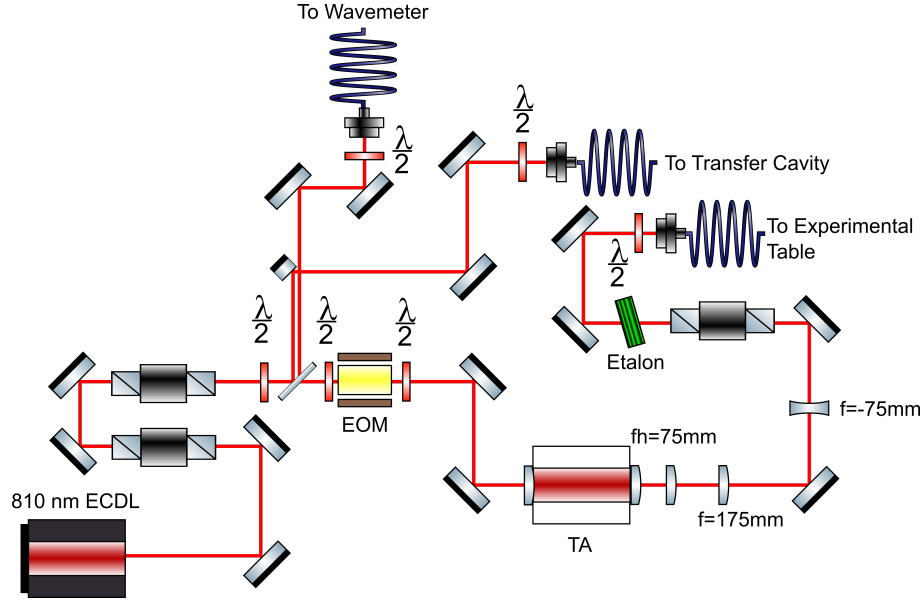 To Wavemeter
λ
2
λ
2
To Transfer Cavity
To Experimental
Table
λ
2
λ
2
λ
2
λ
2
Etalon
EOM
f=-75mm
fh=75mm
810 nm ECDL
f=175mm
TA